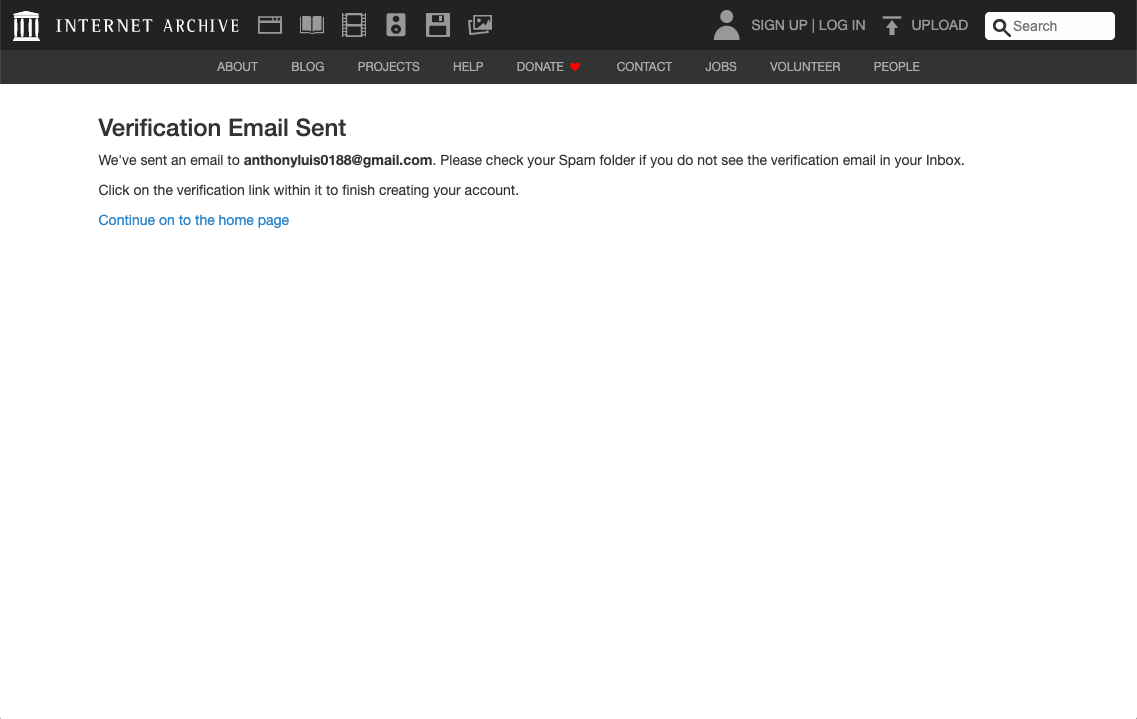 INTERNET ARCHIVE SIGN UP | LOG IN UPLOAD Search
ABOUT BLOG PROJECTS HELP DONATE CONTACT JOBS VOLUNTEER PEOPLE
Verification Email Sent
We've sent an email to anthonyluis0188@gmail.com. Please check your Spam folder if you do not see the verification email in your Inbox.
Click on the verification link within it to finish creating your account.
Continue on to the home page